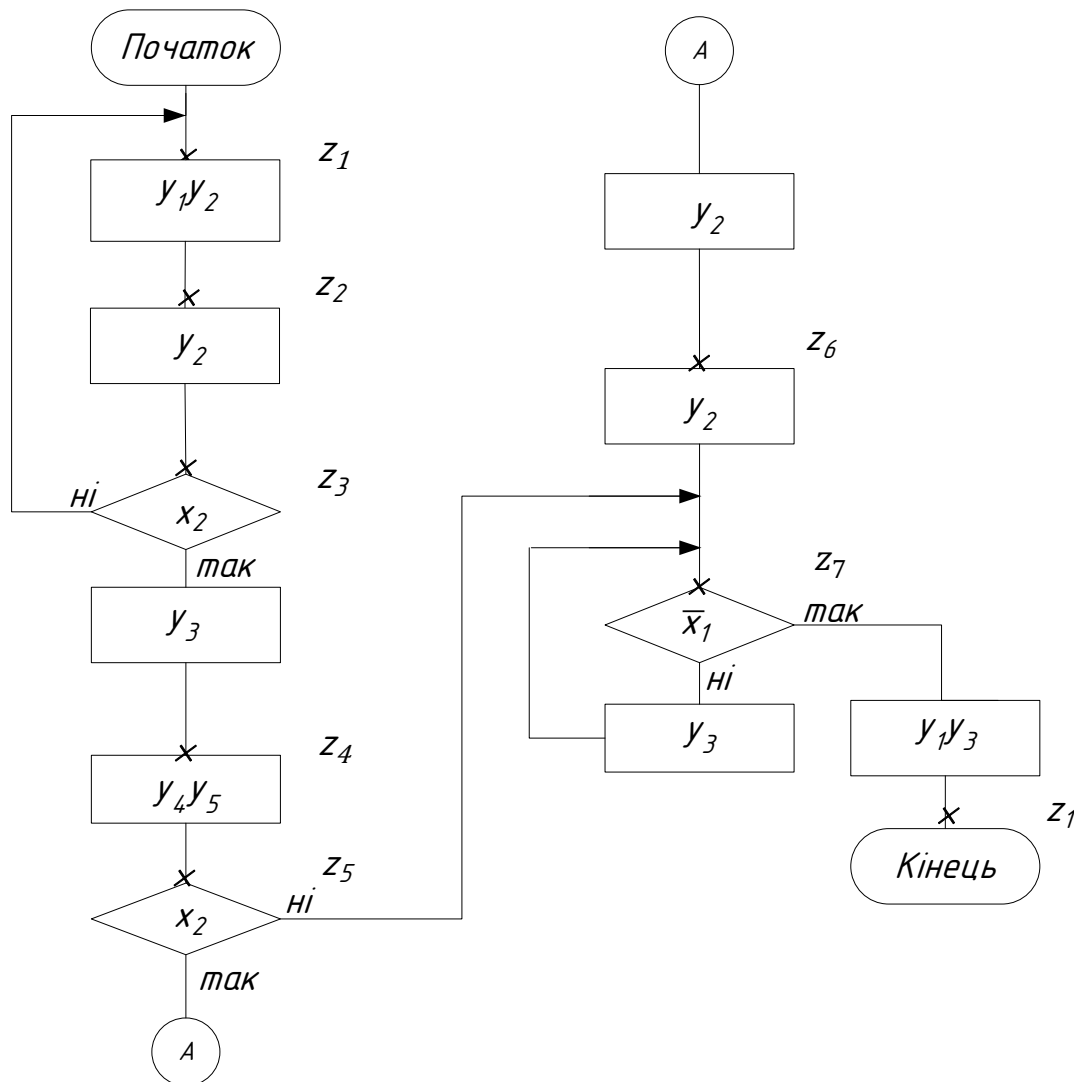 Початок
z₁
y₁y₂
z₂
y₂
z₃
ні
x₂
так
y₃
z₄
y₄y₅
z₅
ні
x₂
так
A
A
y₂
z₆
y₂
z₇
так
x̅₁
ні
y₃
y₁y₃
z₁
Кінець